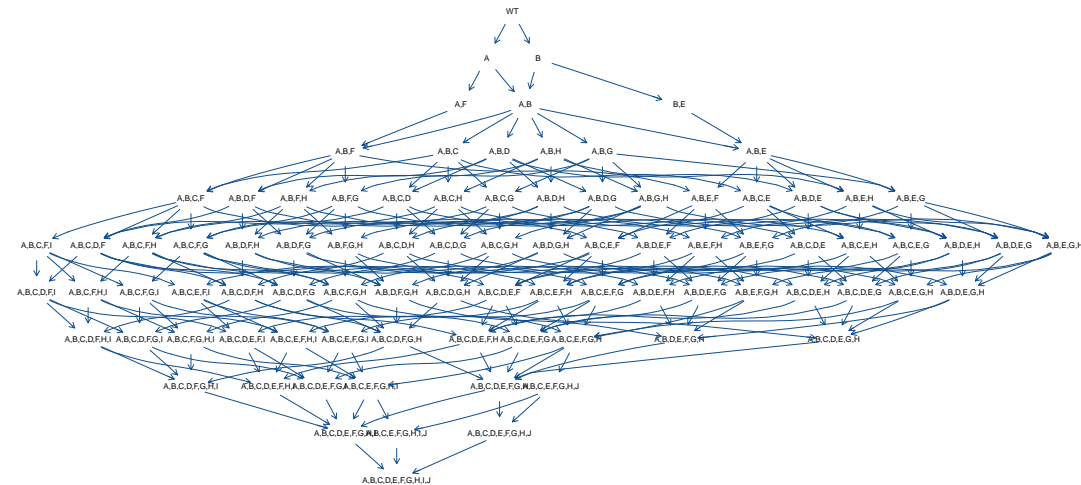 WT
A B
A,F A,B B,E
A,B,F A,B,C A,B,D A,B,H A,B,G A,B,E
A,B,C,F A,B,D,F A,B,F,H A,B,F,G A,B,C,D A,B,C,H A,B,C,G A,B,D,H A,B,D,G A,B,G,H A,B,E,F A,B,C,E A,B,D,E A,B,E,H A,B,E,G
A,B,C,F,I A,B,C,D,F A,B,C,F,H A,B,C,F,G A,B,D,F,H A,B,D,F,G A,B,F,G,H A,B,C,D,H A,B,C,D,G A,B,C,G,H A,B,D,G,H A,B,C,E,F A,B,D,E,F A,B,E,F,H A,B,E,F,G A,B,C,D,E A,B,C,E,H A,B,C,E,G A,B,D,E,H A,B,D,E,G A,B,E,G,H
A,B,C,D,F,I A,B,C,F,H,I A,B,C,F,G,I A,B,C,E,F,I A,B,C,D,F,H A,B,C,D,F,G A,B,C,F,G,H A,B,D,F,G,H A,B,C,D,G,H A,B,C,D,E,F A,B,C,E,F,H A,B,C,E,F,G A,B,D,E,F,H A,B,D,E,F,G A,B,E,F,G,H A,B,C,D,E,H A,B,C,D,E,G A,B,C,E,G,H A,B,D,E,G,H
A,B,C,D,F,H,I A,B,C,D,F,G,I A,B,C,F,G,H,I A,B,C,D,E,F,I A,B,C,E,F,H,I A,B,C,E,F,G,I A,B,C,D,F,G,H A,B,C,D,E,F,H A,B,C,D,E,F,G A,B,C,E,F,G,H A,B,D,E,F,G,H A,B,C,D,E,G,H
A,B,C,D,F,G,H,I A,B,C,D,E,F,H,I A,B,C,D,E,F,G,I A,B,C,E,F,G,H,I A,B,C,D,E,F,G,H A,B,C,E,F,G,H,J
A,B,C,D,E,F,G,H,I A,B,C,E,F,G,H,I,J A,B,C,D,E,F,G,H,J
A,B,C,D,E,F,G,H,I,J